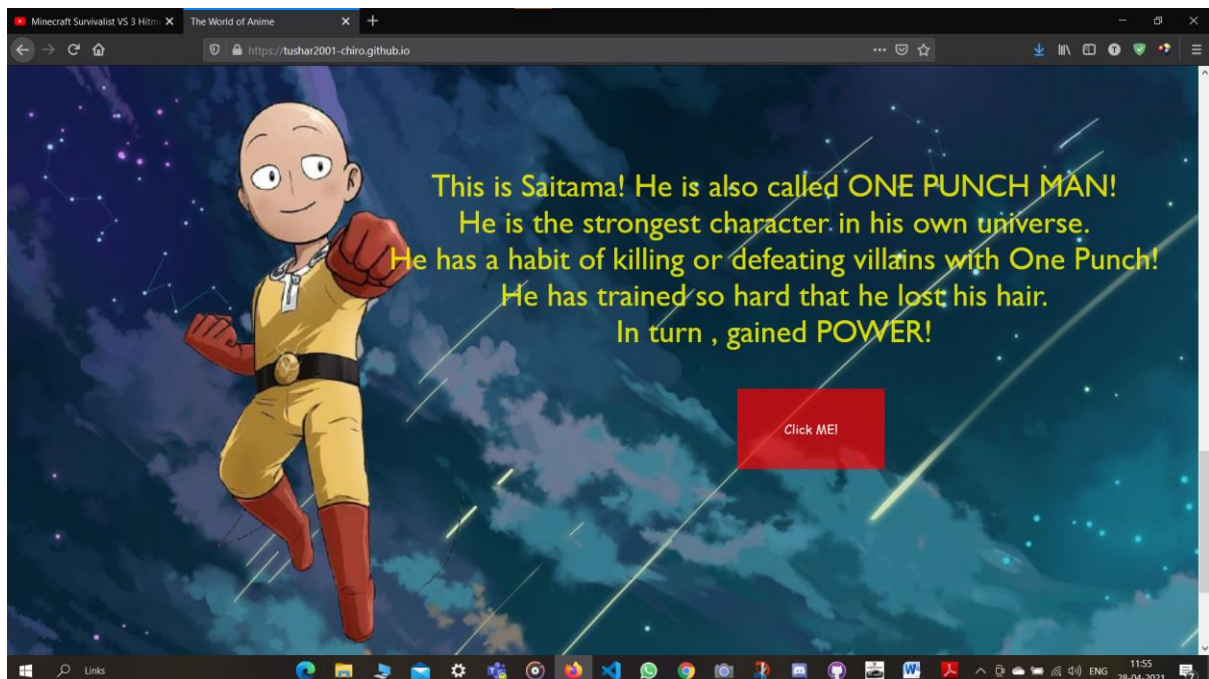 Minecraft Survivalist VS 3 Hitm
The World of Anime
https://tushar2001-chiro.github.io
This is Saitama! He is also called ONE PUNCH MAN!
He is the strongest character in his own universe.
He has a habit of killing or defeating villains with One Punch!
He has trained so hard that he lost his hair.
In turn , gained POWER!
Click ME!
Links
ENG
11:55
28-04-2021